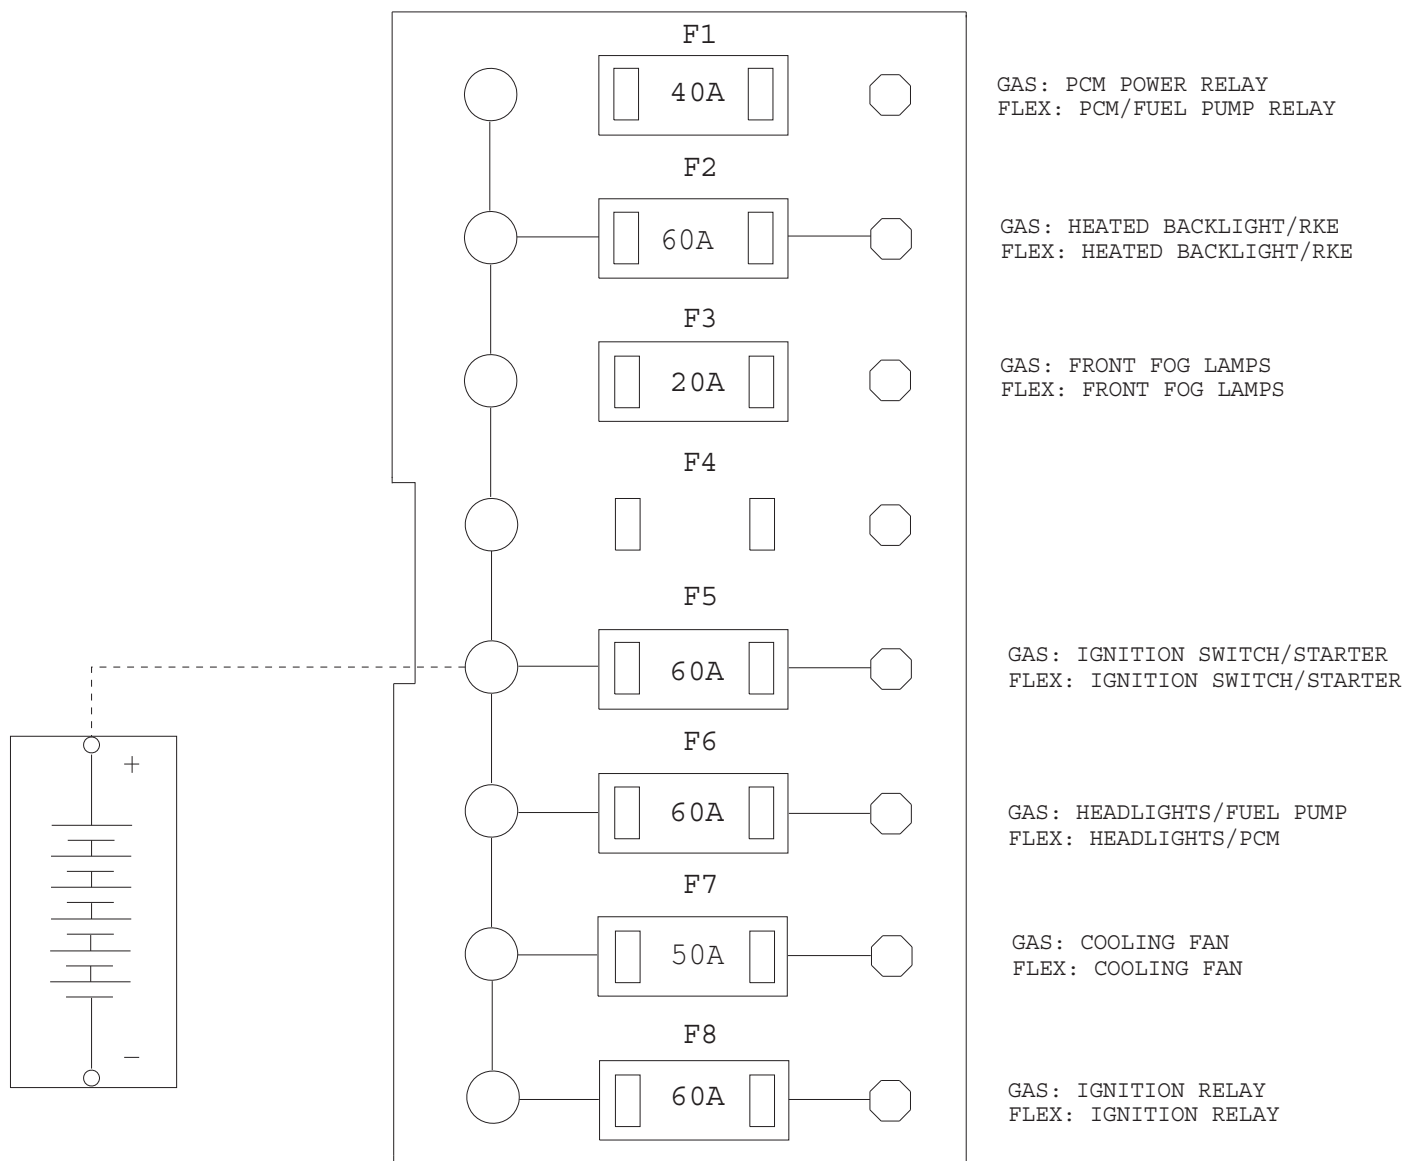 F1
40A
GAS: PCM POWER RELAY
FLEX: PCM/FUEL PUMP RELAY
F2
60A
GAS: HEATED BACKLIGHT/RKE
FLEX: HEATED BACKLIGHT/RKE
F3
20A
GAS: FRONT FOG LAMPS
FLEX: FRONT FOG LAMPS
F4
F5
60A
GAS: IGNITION SWITCH/STARTER
FLEX: IGNITION SWITCH/STARTER
F6
60A
GAS: HEADLIGHTS/FUEL PUMP
FLEX: HEADLIGHTS/PCM
+
F7
50A
GAS: COOLING FAN
FLEX: COOLING FAN
F8
60A
GAS: IGNITION RELAY
FLEX: IGNITION RELAY
−